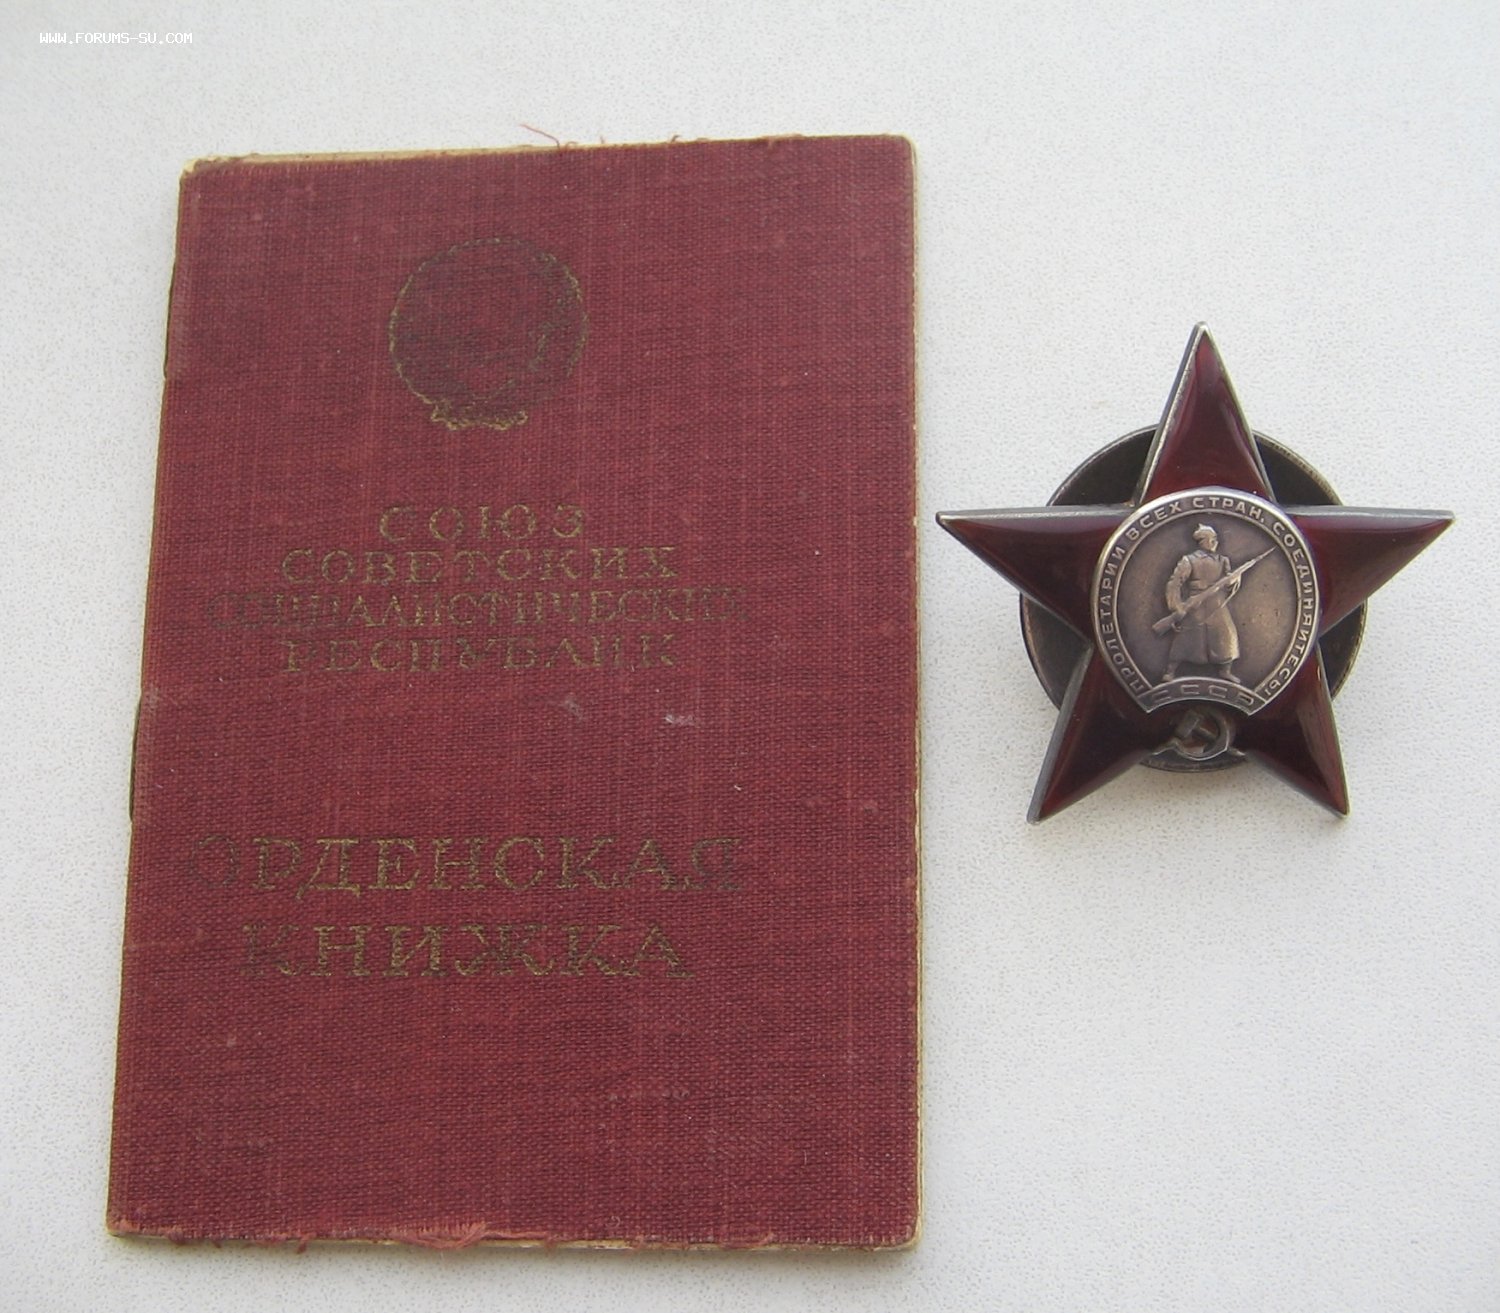 WWW.FORUMS-SU.COM
СОЮЗ
СОВЕТСКИХ
СОЦИАЛИСТИЧЕСКИХ
РЕСПУБЛИК
ОРДЕНСКАЯ
КНИЖКА
ПРОЛЕТАРИИ ВСЕХ СТРАН, СОЕДИНЯЙТЕСЬ!
СССР